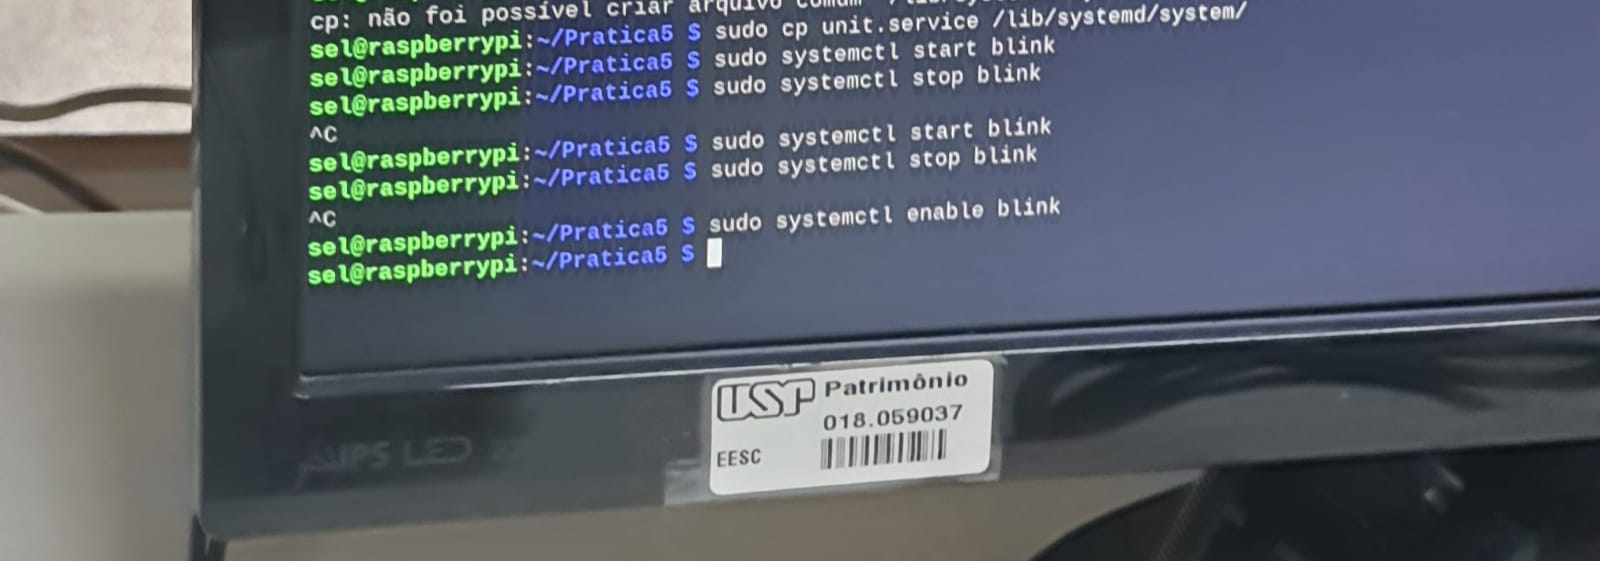 cp: não foi possível criar arquivo comum
sel@raspberrypi:~/Pratica5 $ sudo cp unit.service /lib/systemd/system/
sel@raspberrypi:~/Pratica5 $ sudo systemctl start blink
sel@raspberrypi:~/Pratica5 $ sudo systemctl stop blink
^C
sel@raspberrypi:~/Pratica5 $ sudo systemctl start blink
sel@raspberrypi:~/Pratica5 $ sudo systemctl stop blink
^C
sel@raspberrypi:~/Pratica5 $ sudo systemctl enable blink
sel@raspberrypi:~/Pratica5 $
USP Patrimônio
018.059037
EESC
IPS LED